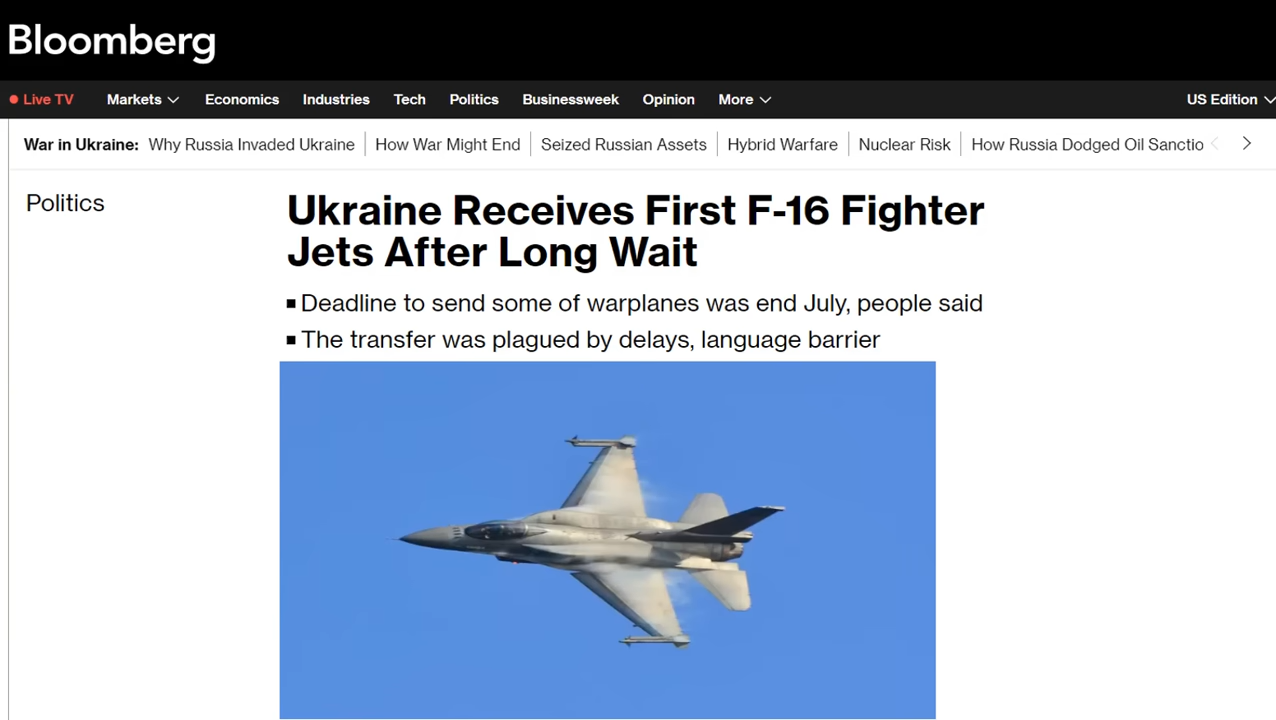 Bloomberg
Live TV Markets Economics Industries Tech Politics Businessweek Opinion More US Edition
War in Ukraine: Why Russia Invaded Ukraine How War Might End Seized Russian Assets Hybrid Warfare Nuclear Risk How Russia Dodged Oil Sanctio
Politics
Ukraine Receives First F-16 Fighter
Jets After Long Wait
Deadline to send some of warplanes was end July, people said
The transfer was plagued by delays, language barrier